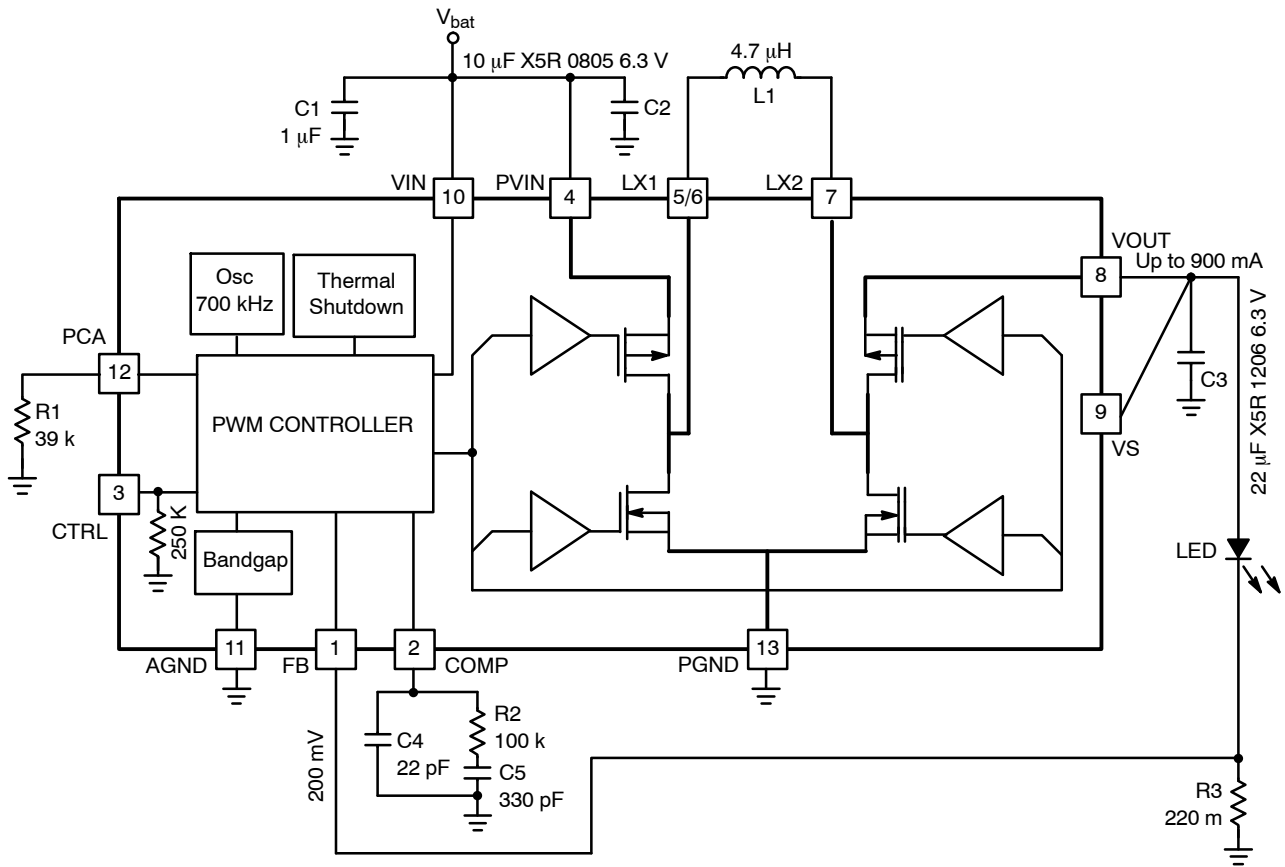 Vbat
10 μF X5R 0805 6.3 V
4.7 μH
L1
C1
1 μF
C2
VIN
10
PVIN
4
LX1
5/6
LX2
7
VOUT
8
Up to 900 mA
Osc
700 kHz
Thermal
Shutdown
PCA
12
R1
39 k
PWM CONTROLLER
C3
22 μF X5R 1206 6.3 V
9
VS
3
CTRL
250 K
Bandgap
LED
AGND
11
FB
1
2
COMP
PGND
13
200 mV
C4
22 pF
R2
100 k
C5
330 pF
R3
220 m